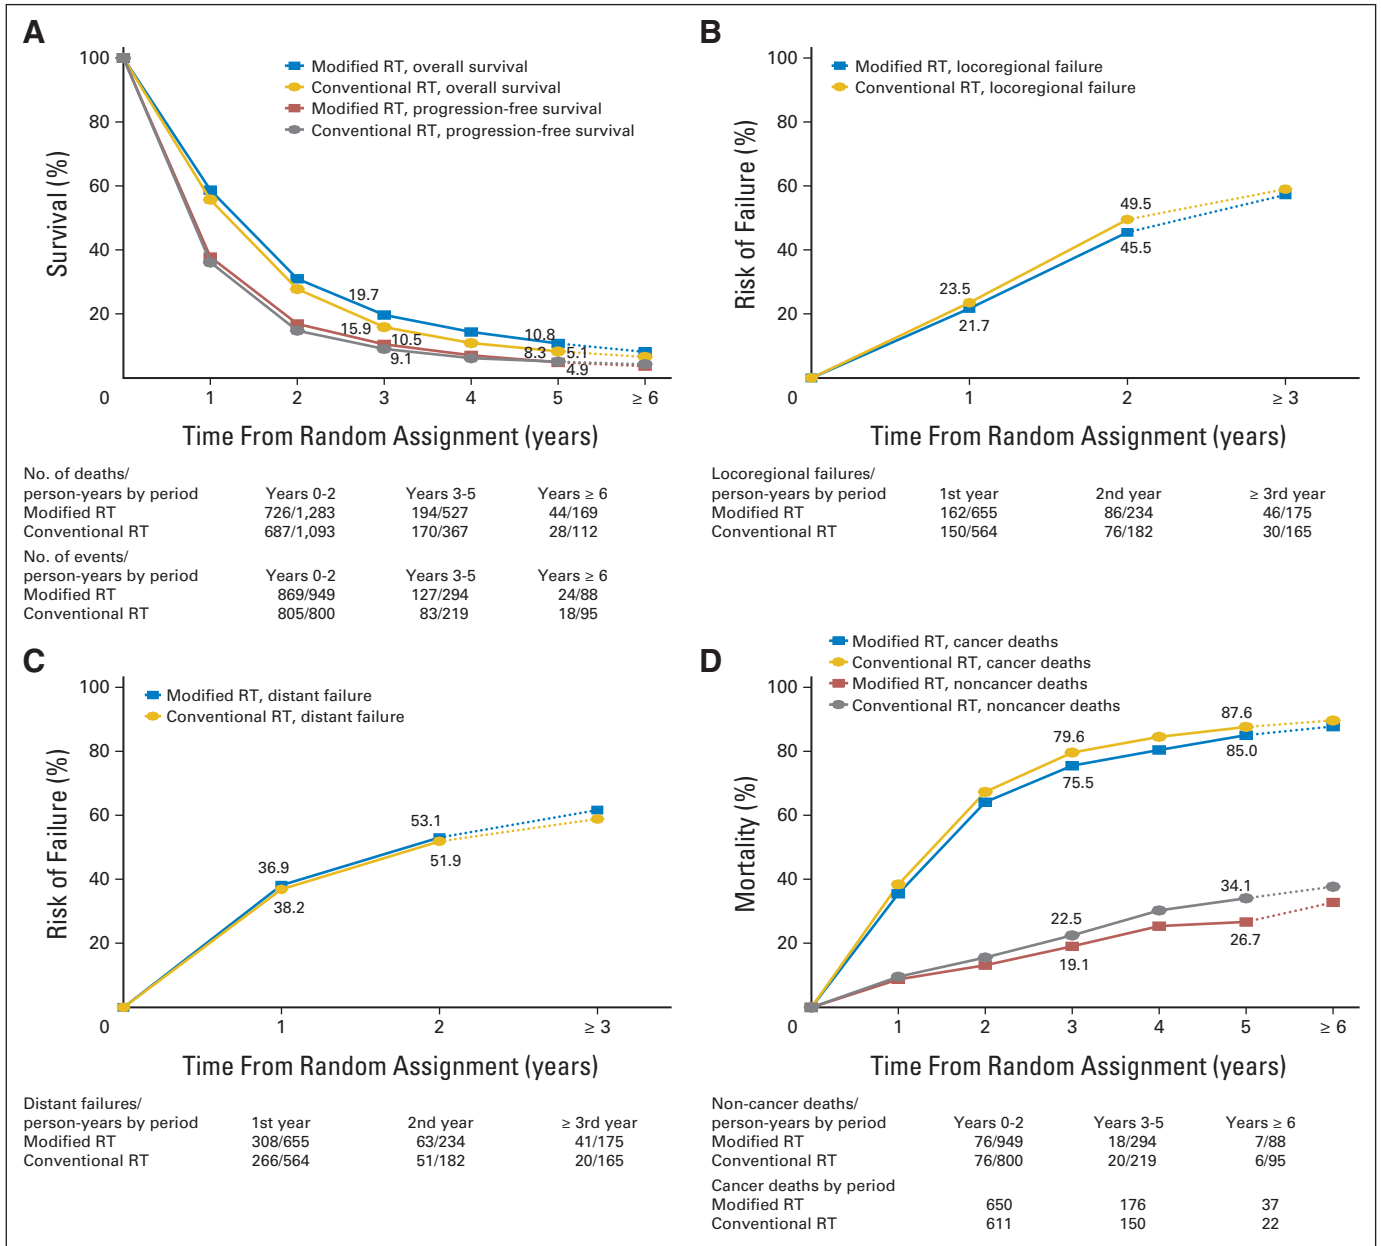 A
Modified RT, overall survival
Conventional RT, overall survival
Modified RT, progression-free survival
Conventional RT, progression-free survival
Survival (%)
100
80
60
40
20
0
19.7
15.9
10.5
9.1
10.8
8.3
5.1
4.9
1 2 3 4 5 ≥ 6
Time From Random Assignment (years)
No. of deaths/
person-years by period Years 0-2 Years 3-5 Years ≥ 6
Modified RT 726/1,283 194/527 44/169
Conventional RT 687/1,093 170/367 28/112
No. of events/
person-years by period Years 0-2 Years 3-5 Years ≥ 6
Modified RT 869/949 127/294 24/88
Conventional RT 805/800 83/219 18/95
B
Modified RT, locoregional failure
Conventional RT, locoregional failure
Risk of Failure (%)
100
80
60
40
20
0
23.5
21.7
49.5
45.5
1 2 ≥ 3
Time From Random Assignment (years)
Locoregional failures/
person-years by period 1st year 2nd year ≥ 3rd year
Modified RT 162/655 86/234 46/175
Conventional RT 150/564 76/182 30/165
C
Modified RT, distant failure
Conventional RT, distant failure
Risk of Failure (%)
100
80
60
40
20
0
36.9
38.2
53.1
51.9
1 2 ≥ 3
Time From Random Assignment (years)
Distant failures/
person-years by period 1st year 2nd year ≥ 3rd year
Modified RT 308/655 63/234 41/175
Conventional RT 266/564 51/182 20/165
D
Modified RT, cancer deaths
Conventional RT, cancer deaths
Modified RT, noncancer deaths
Conventional RT, noncancer deaths
Mortality (%)
100
80
60
40
20
0
79.6
75.5
87.6
85.0
22.5
19.1
34.1
26.7
1 2 3 4 5 ≥ 6
Time From Random Assignment (years)
Non-cancer deaths/
person-years by period Years 0-2 Years 3-5 Years ≥ 6
Modified RT 76/949 18/294 7/88
Conventional RT 76/800 20/219 6/95
Cancer deaths by period
Modified RT 650 176 37
Conventional RT 611 150 22